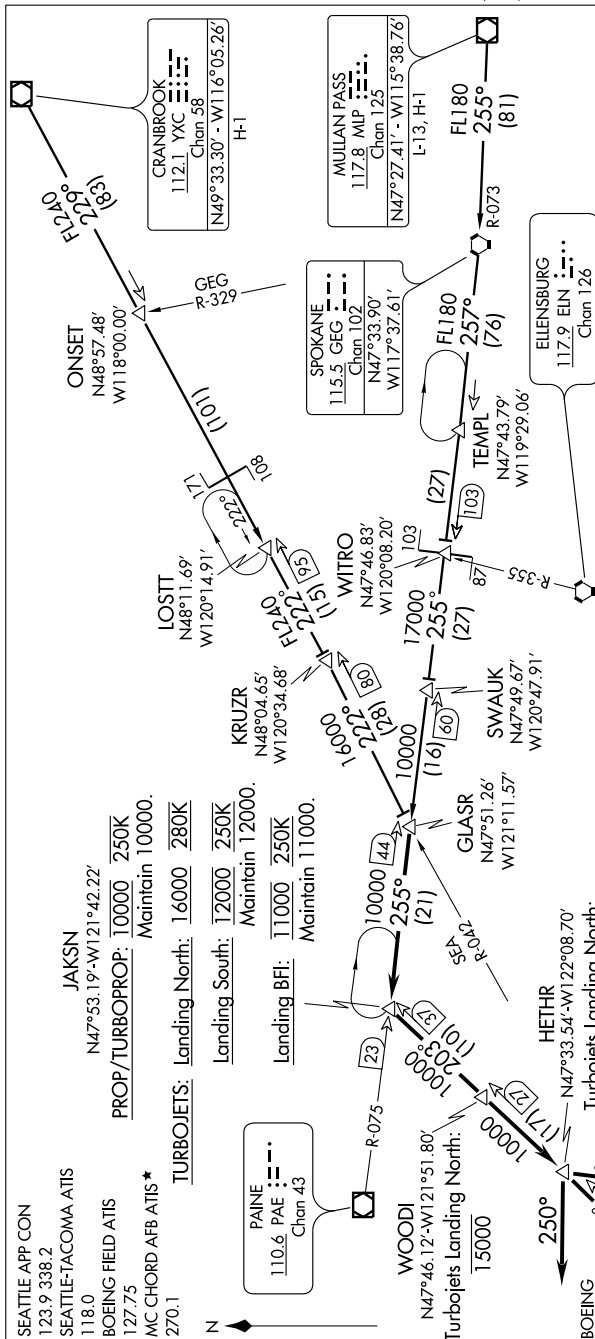 SEATTLE APP CON
123.9 338.2
SEATTLE-TACOMA ATIS
118.0
BOEING FIELD ATIS
127.75
MC CHORD AFB ATIS ★
270.1
N
JAKSN
N47°53.19'-W121°42.22'
PROP/TURBOPROP: 10000 250K
Maintain 10000.
TURBOJETS: Landing North: 16000 280K
Landing South: 12000 250K
Maintain 12000.
Landing BFI: 11000 250K
Maintain 11000.
PAINE
110.6 PAE
Chan 43
R-075
23
WOODI
N47°46.12'-W121°51.80'
Turbojets Landing North:
15000
10000
203°
(10)
37
27
10000
(17)
HETHR
N47°33.54'-W122°08.70'
Turbojets Landing North:
250°
BOEING
10000
255°
(21)
44
SEA
R-042
GLASR
N47°51.26'
W121°11.57'
10000
(16)
60
SWAUK
N47°49.67'
W120°47.91'
17000
255°
(27)
WITRO
N47°46.83'
W120°08.20'
103
87
R-355
103
(27)
TEMPL
N47°43.79'
W119°29.06'
FL180
257°
(76)
SPOKANE
115.5 GEG
Chan 102
N47°33.90'
W117°37.61'
R-073
FL180
255°
(81)
MULLAN PASS
117.8 MLP
Chan 125
N47°27.41' - W115°38.76'
L-13, H-1
ELLENSBURG
117.9 ELN
Chan 126
KRUZR
N48°04.65'
W120°34.68'
16000
222°
(28)
80
LOSTT
N48°11.69'
W120°14.91'
FL240
222°
(15)
95
222°
171
108
(101)
ONSET
N48°57.48'
W118°00.00'
GEG
R-329
FL240
229°
(83)
CRANBROOK
112.1 YXC
Chan 58
N49°33.30' - W116°05.26'
H-1